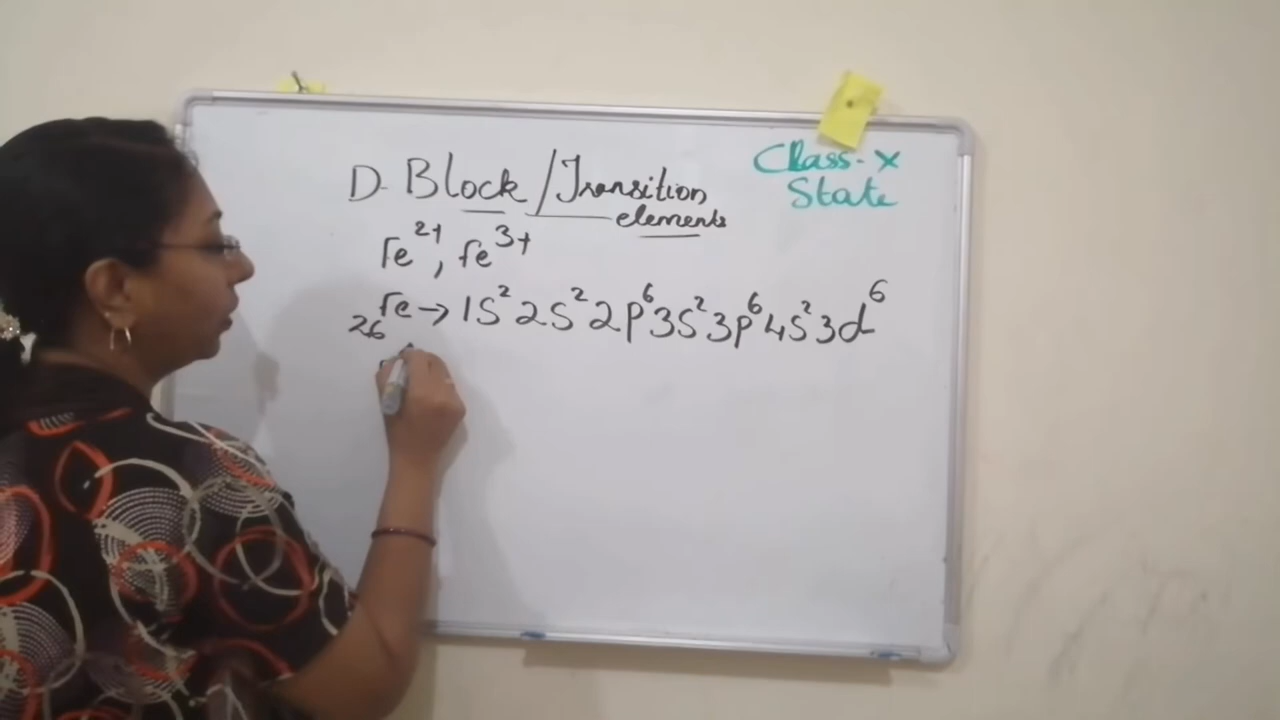 D-Block/Transition
elements
Class-X
State
Fe²⁺, Fe³⁺
₂₆Fe → 1S² 2S² 2P⁶ 3S² 3P⁶ 4S² 3d⁶